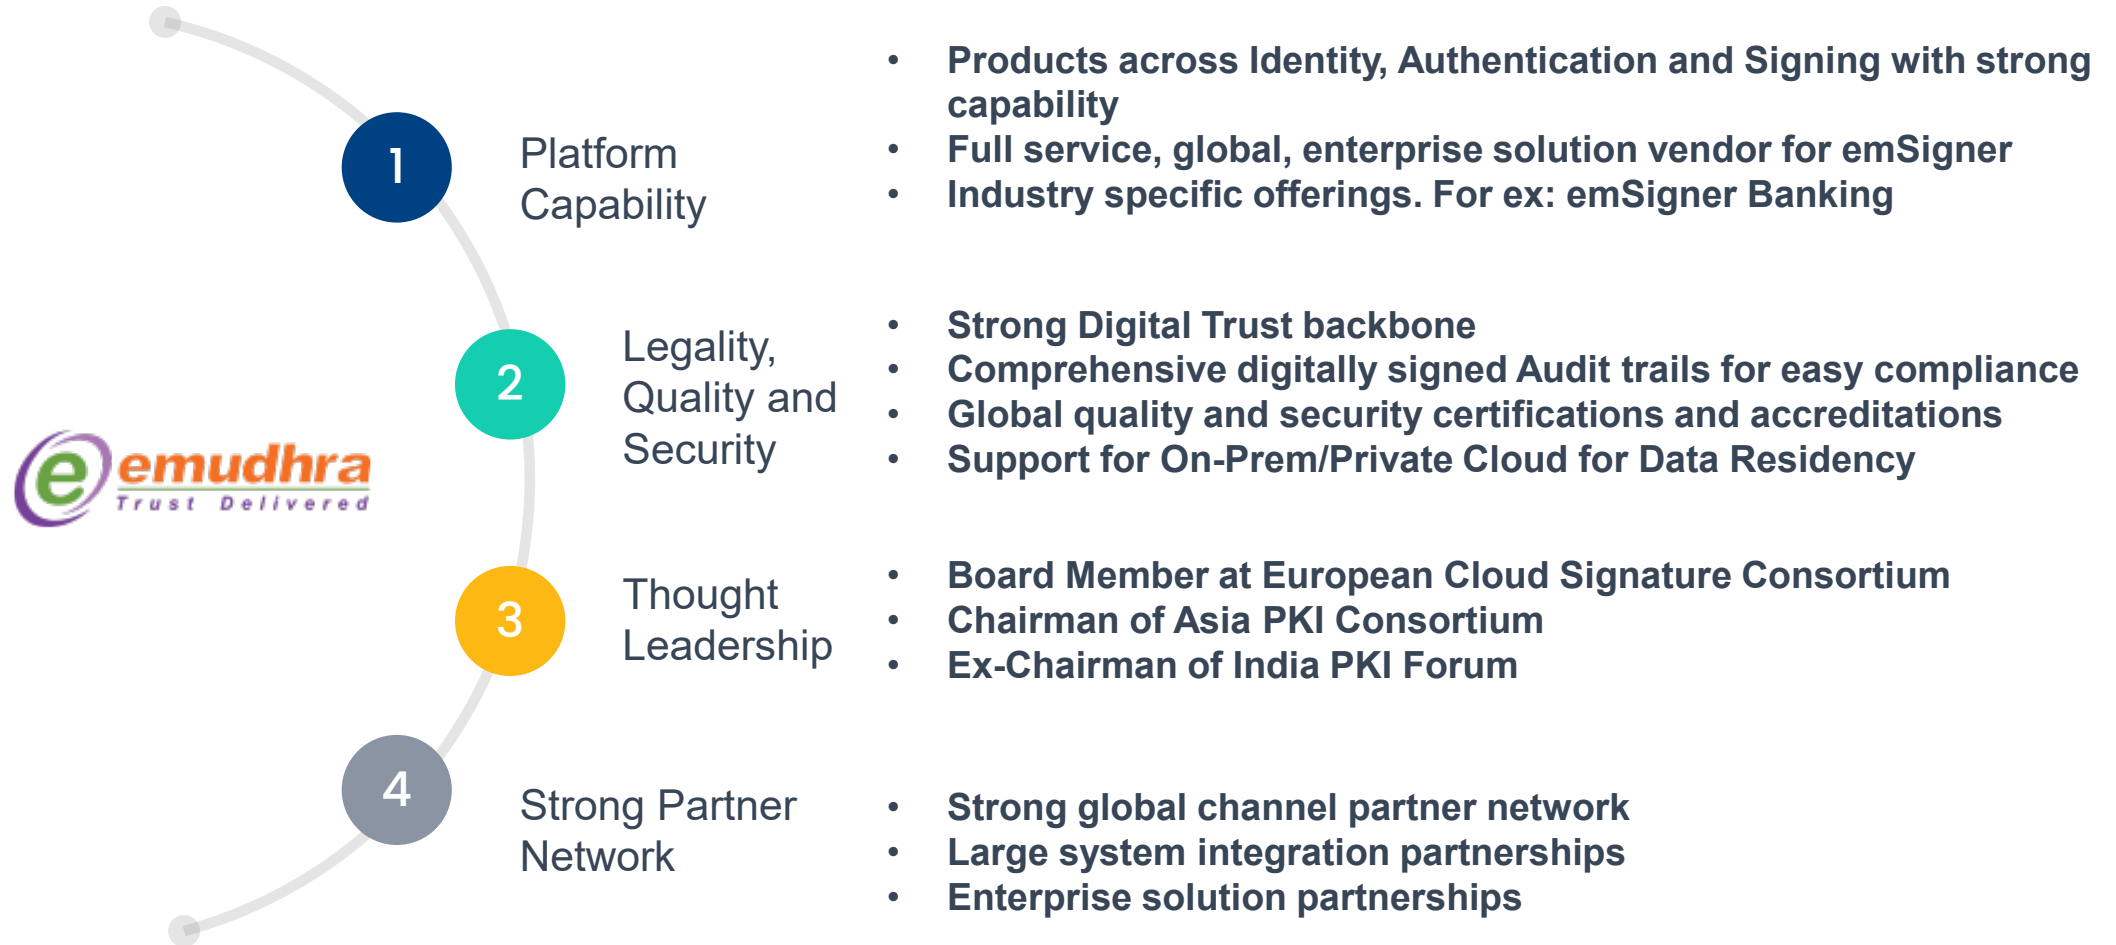 emudhra
Trust Delivered
1
Platform
Capability
• Products across Identity, Authentication and Signing with strong
capability
• Full service, global, enterprise solution vendor for emSigner
• Industry specific offerings. For ex: emSigner Banking
2
Legality,
Quality and
Security
• Strong Digital Trust backbone
• Comprehensive digitally signed Audit trails for easy compliance
• Global quality and security certifications and accreditations
• Support for On-Prem/Private Cloud for Data Residency
3
Thought
Leadership
• Board Member at European Cloud Signature Consortium
• Chairman of Asia PKI Consortium
• Ex-Chairman of India PKI Forum
4
Strong Partner
Network
• Strong global channel partner network
• Large system integration partnerships
• Enterprise solution partnerships